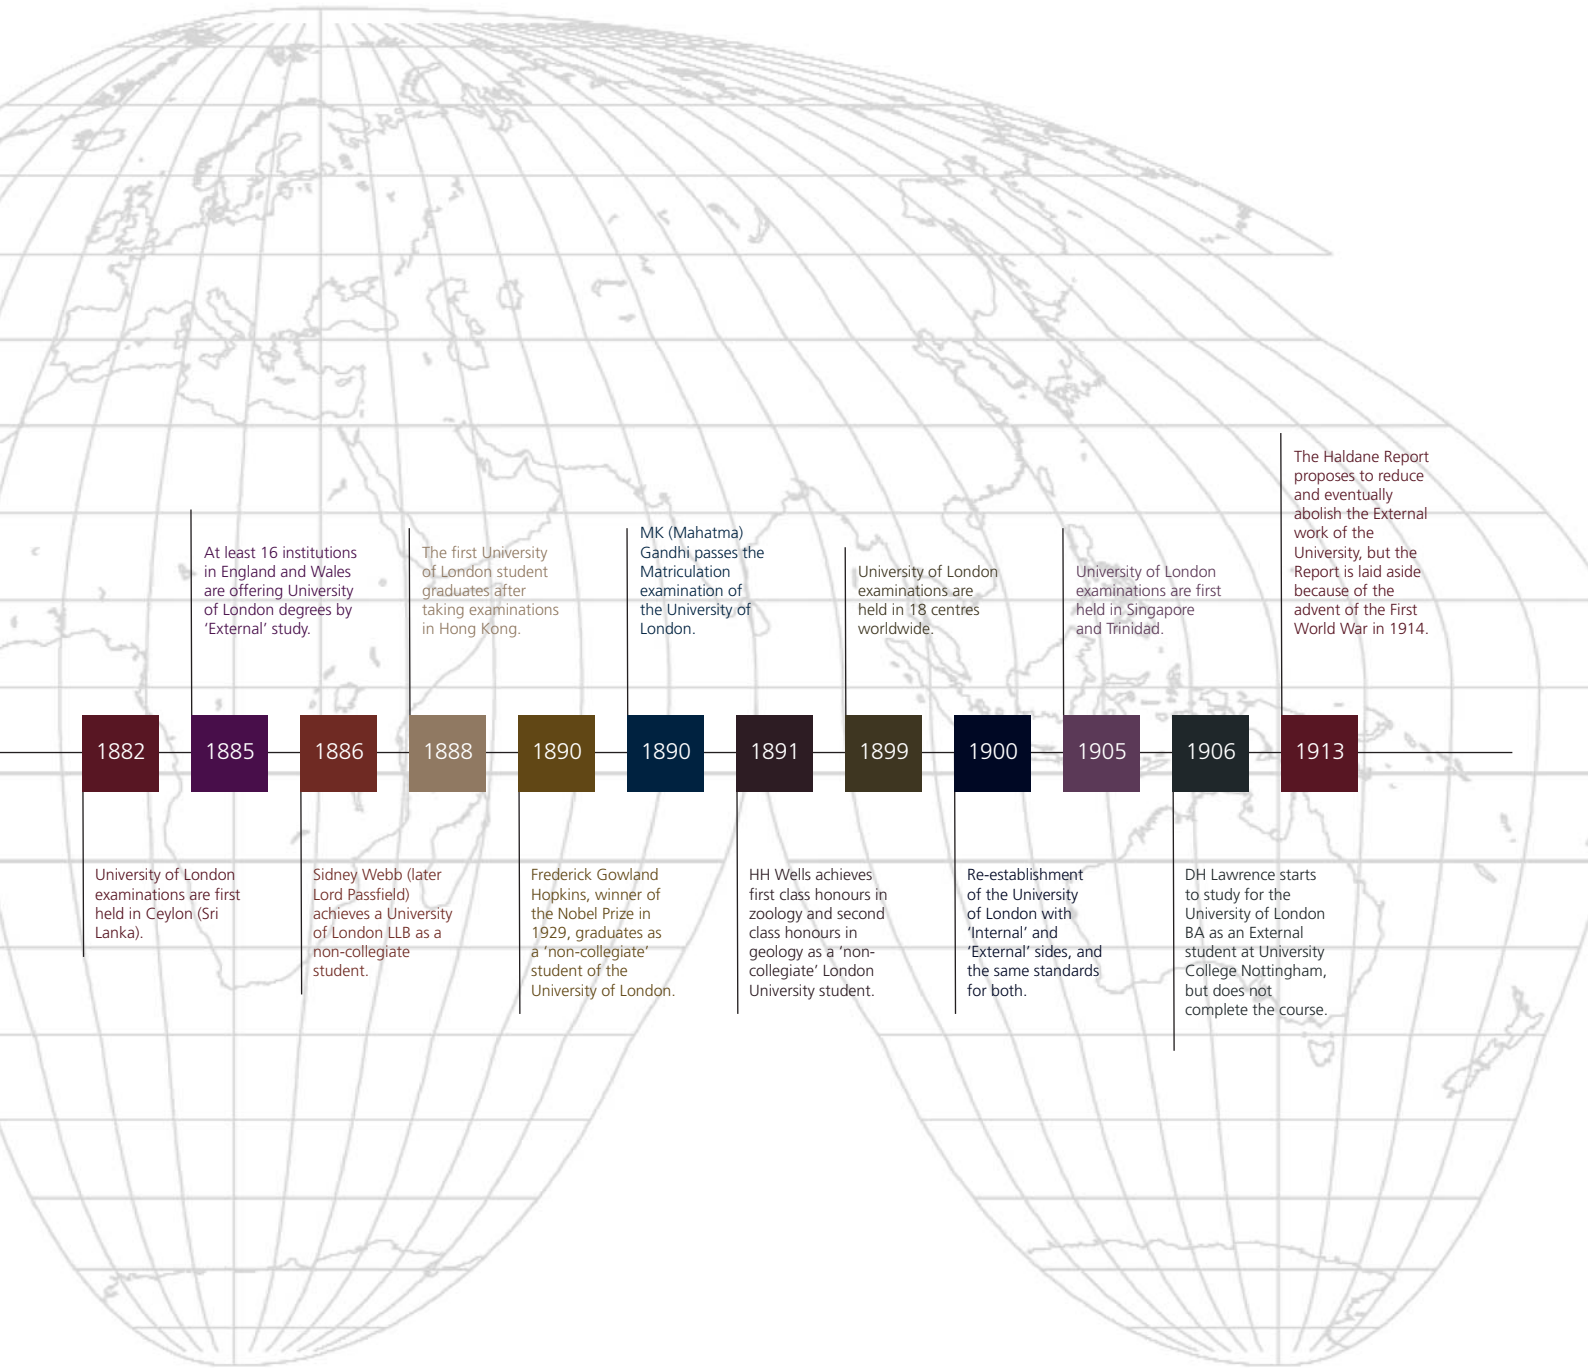 The Haldane Report
proposes to reduce
and eventually
abolish the External
work of the
University, but the
Report is laid aside
because of the
advent of the First
World War in 1914.
At least 16 institutions
in England and Wales
are offering University
of London degrees by
‘External’ study.
The first University
of London student
graduates after
taking examinations
in Hong Kong.
MK (Mahatma)
Gandhi passes the
Matriculation
examination of
the University of
London.
University of London
examinations are
held in 18 centres
worldwide.
University of London
examinations are first
held in Singapore
and Trinidad.
1882
1885
1886
1888
1890
1890
1891
1899
1900
1905
1906
1913
University of London
examinations are first
held in Ceylon (Sri
Lanka).
Sidney Webb (later
Lord Passfield)
achieves a University
of London LLB as a
non-collegiate
student.
Frederick Gowland
Hopkins, winner of
the Nobel Prize in
1929, graduates as
a ‘non-collegiate’
student of the
University of London.
HH Wells achieves
first class honours in
zoology and second
class honours in
geology as a ‘non-
collegiate’ London
University student.
Re-establishment
of the University
of London with
‘Internal’ and
‘External’ sides, and
the same standards
for both.
DH Lawrence starts
to study for the
University of London
BA as an External
student at University
College Nottingham,
but does not
complete the course.